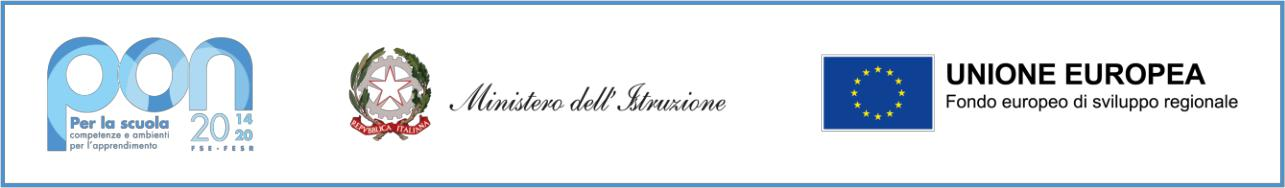 pon
Per la scuola
competenze e ambienti
per l'apprendimento
20 14
20
FSE-FESR
REPVBBLICA ITALIANA
Ministero dell'Istruzione
UNIONE EUROPEA
Fondo europeo di sviluppo regionale